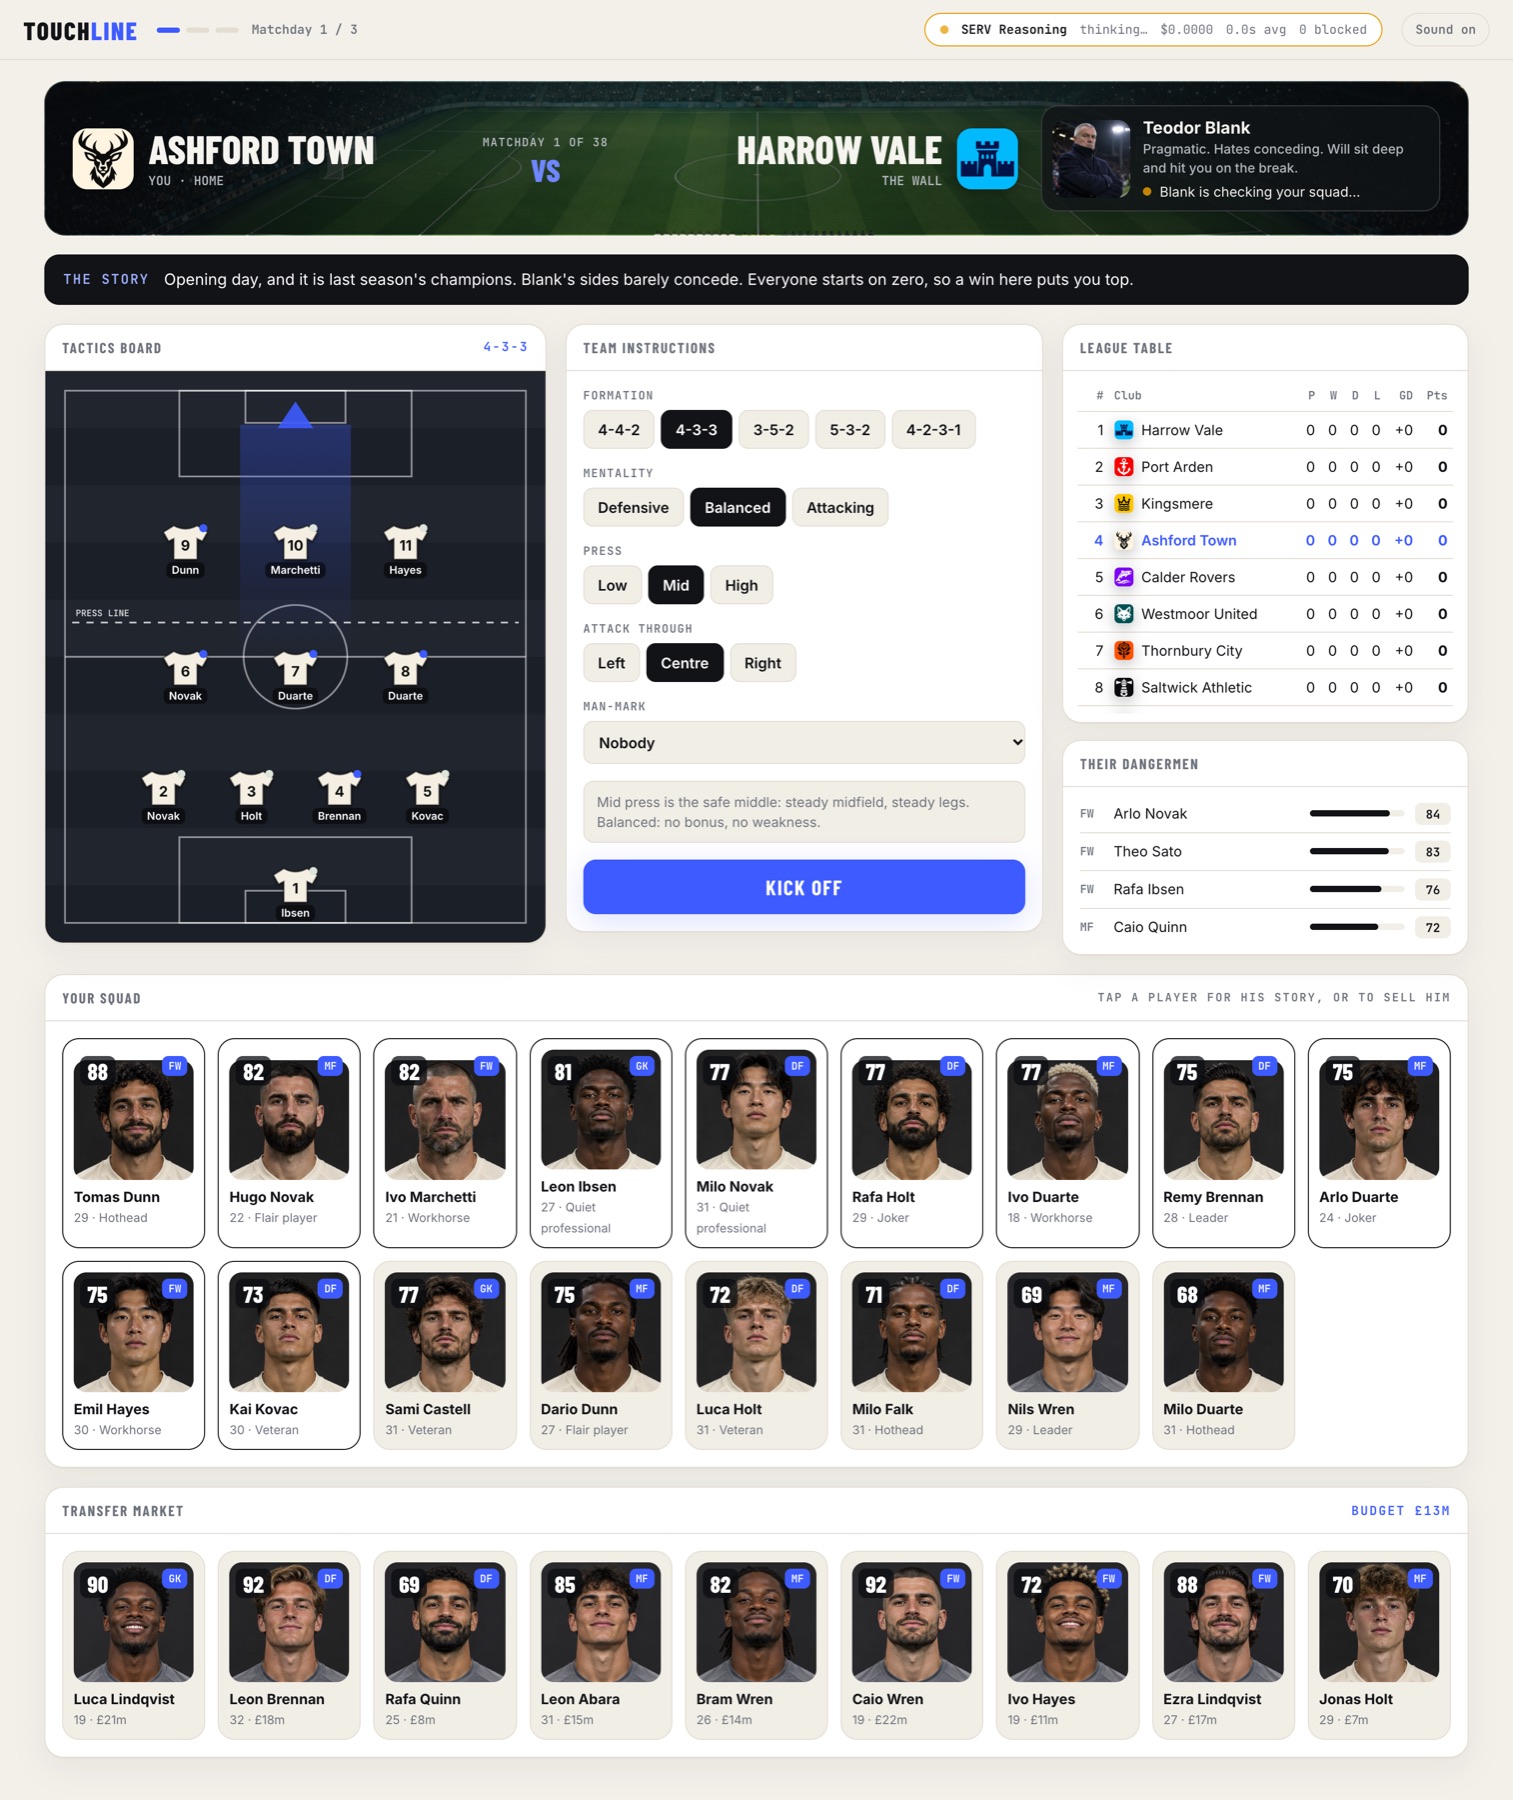 TOUCHLINE
Matchday 1 / 3
SERV Reasoning thinking… $0.0000 0.0s avg 0 blocked
Sound on
ASHFORD TOWN
YOU · HOME
MATCHDAY 1 OF 38
VS
HARROW VALE
THE WALL
Teodor Blank
Pragmatic. Hates conceding. Will sit deep
and hit you on the break.
Blank is checking your squad…
THE STORY Opening day, and it is last season's champions. Blank's sides barely concede. Everyone starts on zero, so a win here puts you top.
TACTICS BOARD 4-3-3
9 10 11
Dunn Marchetti Hayes
PRESS LINE
6 7 8
Novak Duarte Duarte
2 3 4 5
Novak Holt Brennan Kovac
1
Ibsen
TEAM INSTRUCTIONS
FORMATION
4-4-2 4-3-3 3-5-2 5-3-2 4-2-3-1
MENTALITY
Defensive Balanced Attacking
PRESS
Low Mid High
ATTACK THROUGH
Left Centre Right
MAN-MARK
Nobody
Mid press is the safe middle: steady midfield, steady legs.
Balanced: no bonus, no weakness.
KICK OFF
LEAGUE TABLE
# Club P W D L GD Pts
1 Harrow Vale 0 0 0 0 +0 0
2 Port Arden 0 0 0 0 +0 0
3 Kingsmere 0 0 0 0 +0 0
4 Ashford Town 0 0 0 0 +0 0
5 Calder Rovers 0 0 0 0 +0 0
6 Westmoor United 0 0 0 0 +0 0
7 Thornbury City 0 0 0 0 +0 0
8 Saltwick Athletic 0 0 0 0 +0 0
THEIR DANGERMEN
FW Arlo Novak 84
FW Theo Sato 83
FW Rafa Ibsen 76
MF Caio Quinn 72
YOUR SQUAD TAP A PLAYER FOR HIS STORY, OR TO SELL HIM
88 FW
Tomas Dunn
29 · Hothead
82 MF
Hugo Novak
22 · Flair player
82 FW
Ivo Marchetti
21 · Workhorse
81 GK
Leon Ibsen
27 · Quiet
professional
77 DF
Milo Novak
31 · Quiet
professional
77 DF
Rafa Holt
29 · Joker
77 MF
Ivo Duarte
18 · Workhorse
75 DF
Remy Brennan
28 · Leader
75 MF
Arlo Duarte
24 · Joker
75 FW
Emil Hayes
30 · Workhorse
73 DF
Kai Kovac
30 · Veteran
77 GK
Sami Castell
31 · Veteran
75 MF
Dario Dunn
27 · Flair player
72 DF
Luca Holt
31 · Veteran
71 DF
Milo Falk
31 · Hothead
69 MF
Nils Wren
29 · Leader
68 MF
Milo Duarte
31 · Hothead
TRANSFER MARKET BUDGET £13M
90 GK
Luca Lindqvist
19 · £21m
92 DF
Leon Brennan
32 · £18m
69 DF
Rafa Quinn
25 · £8m
85 MF
Leon Abara
31 · £15m
82 MF
Bram Wren
26 · £14m
92 FW
Caio Wren
19 · £22m
72 FW
Ivo Hayes
19 · £11m
88 FW
Ezra Lindqvist
27 · £17m
70 MF
Jonas Holt
29 · £7m